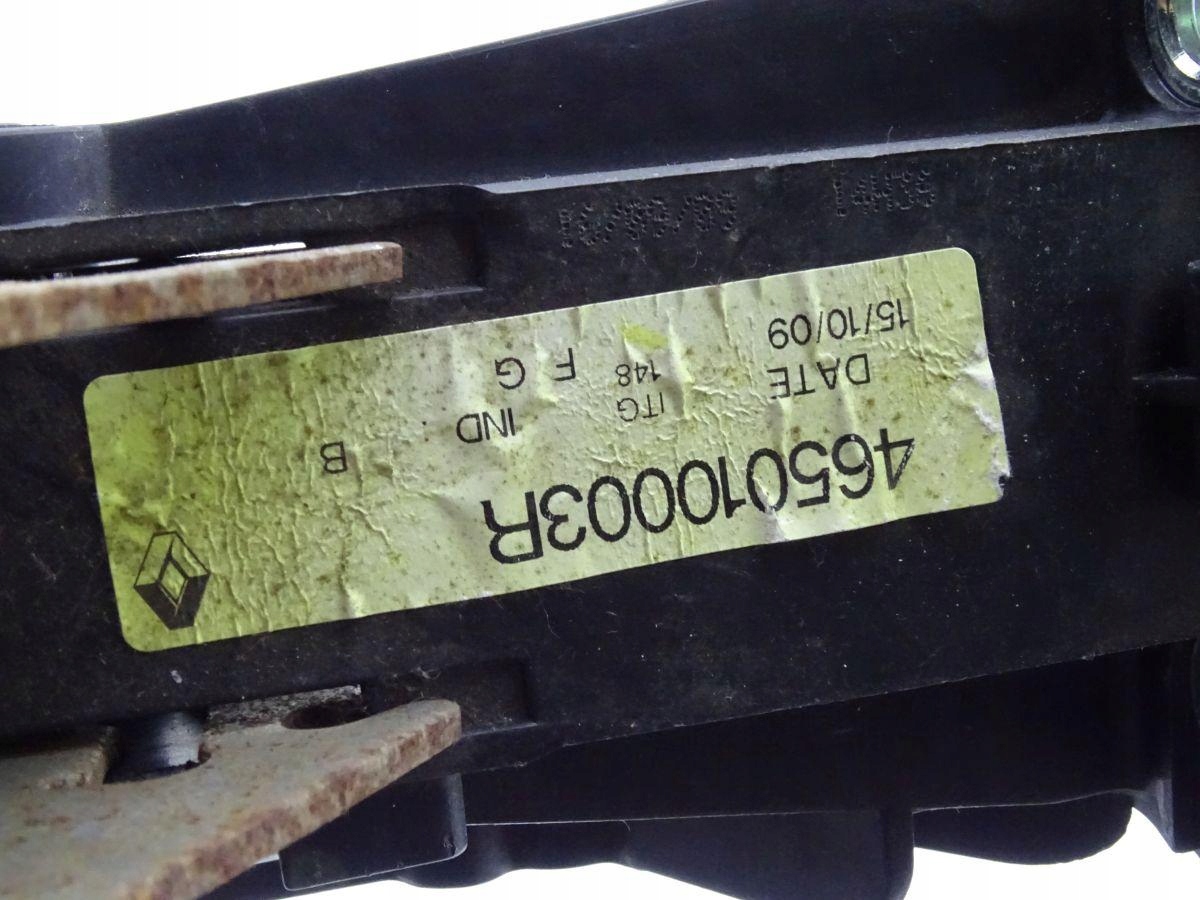 465010003R
DATE ITG IND B
15/10/09 148 F G